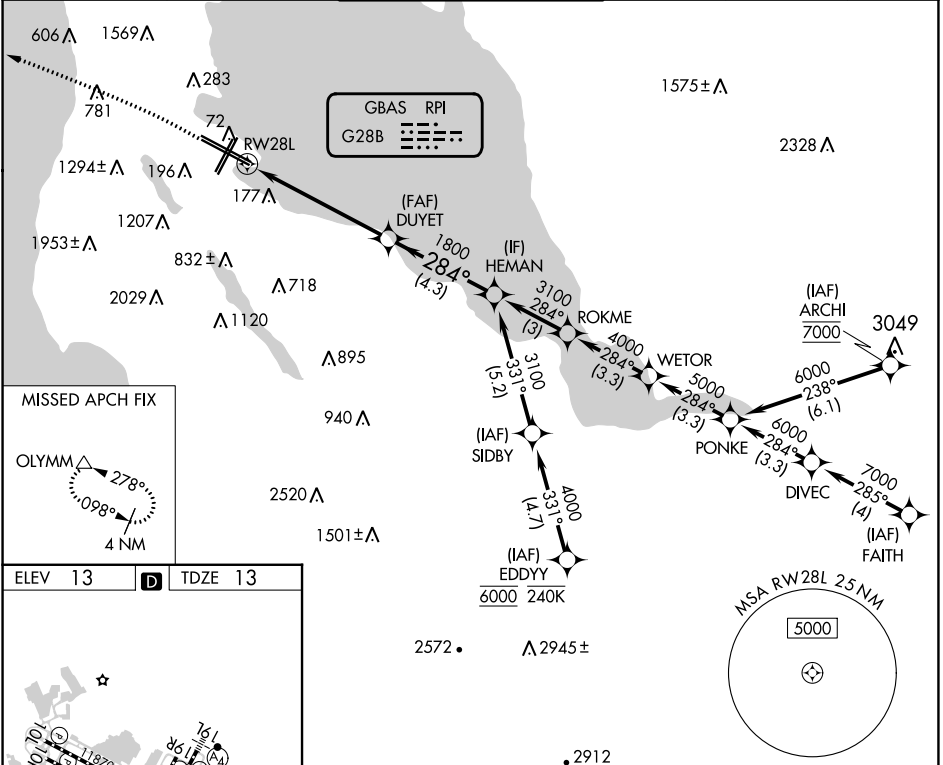 606
1569
283
781
72
RW28L
1294±
196
177
1207
1953±
832±
2029
718
1120
895
940
2520
1501±
GBAS RPI
G28B
1575±
2328
(FAF)
DUYET
1800
284°
(4.3)
(IF)
HEMAN
3100
284°
(3)
ROKME
4000
284°
(3.3)
WETOR
5000
284°
(3.3)
PONKE
(IAF)
ARCHI
7000
3049
6000
238°
(6.1)
6000
284°
(3.3)
DIVEC
7000
285°
(4)
(IAF)
FAITH
3100
331°
(5.2)
(IAF)
SIDBY
4000
331°
(4.7)
(IAF)
EDDYY
6000 240K
MISSED APCH FIX
OLYMM
278°
098°
4 NM
ELEV 13 D TDZE 13
2572
2945±
2912
MSA RW28L 25 NM
5000
10L
P
11870
P
19L
19R
A